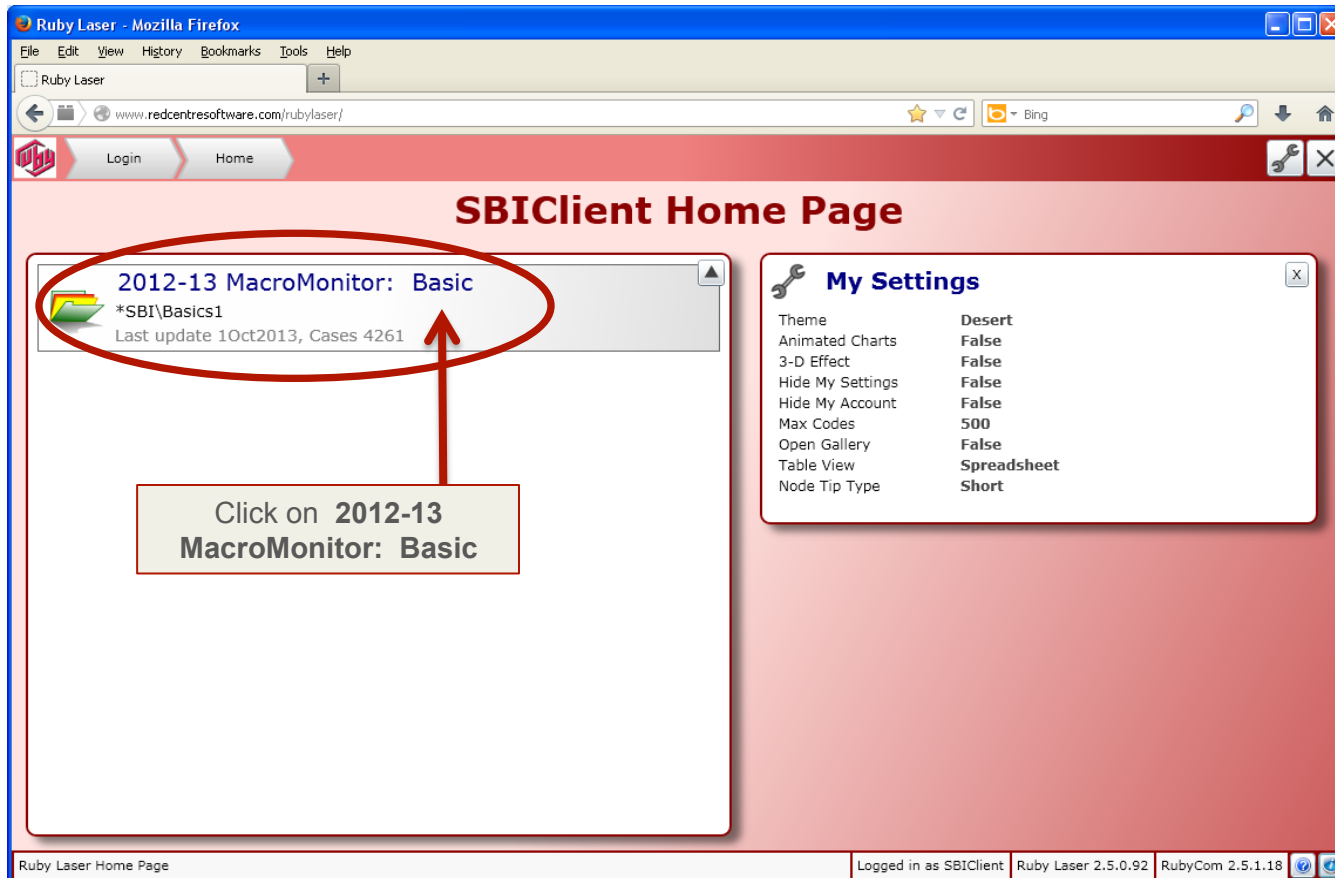 Ruby Laser - Mozilla Firefox
File Edit View History Bookmarks Tools Help
Ruby Laser +
www.redcentresoftware.com/rubylaser/ Bing
Ruby Login Home
SBIClient Home Page
2012-13 MacroMonitor: Basic
*SBI\Basics1
Last update 1Oct2013, Cases 4261
Click on 2012-13
MacroMonitor: Basic
My Settings X
Theme Desert
Animated Charts False
3-D Effect False
Hide My Settings False
Hide My Account False
Max Codes 500
Open Gallery False
Table View Spreadsheet
Node Tip Type Short
Ruby Laser Home Page Logged in as SBIClient Ruby Laser 2.5.0.92 RubyCom 2.5.1.18 ?